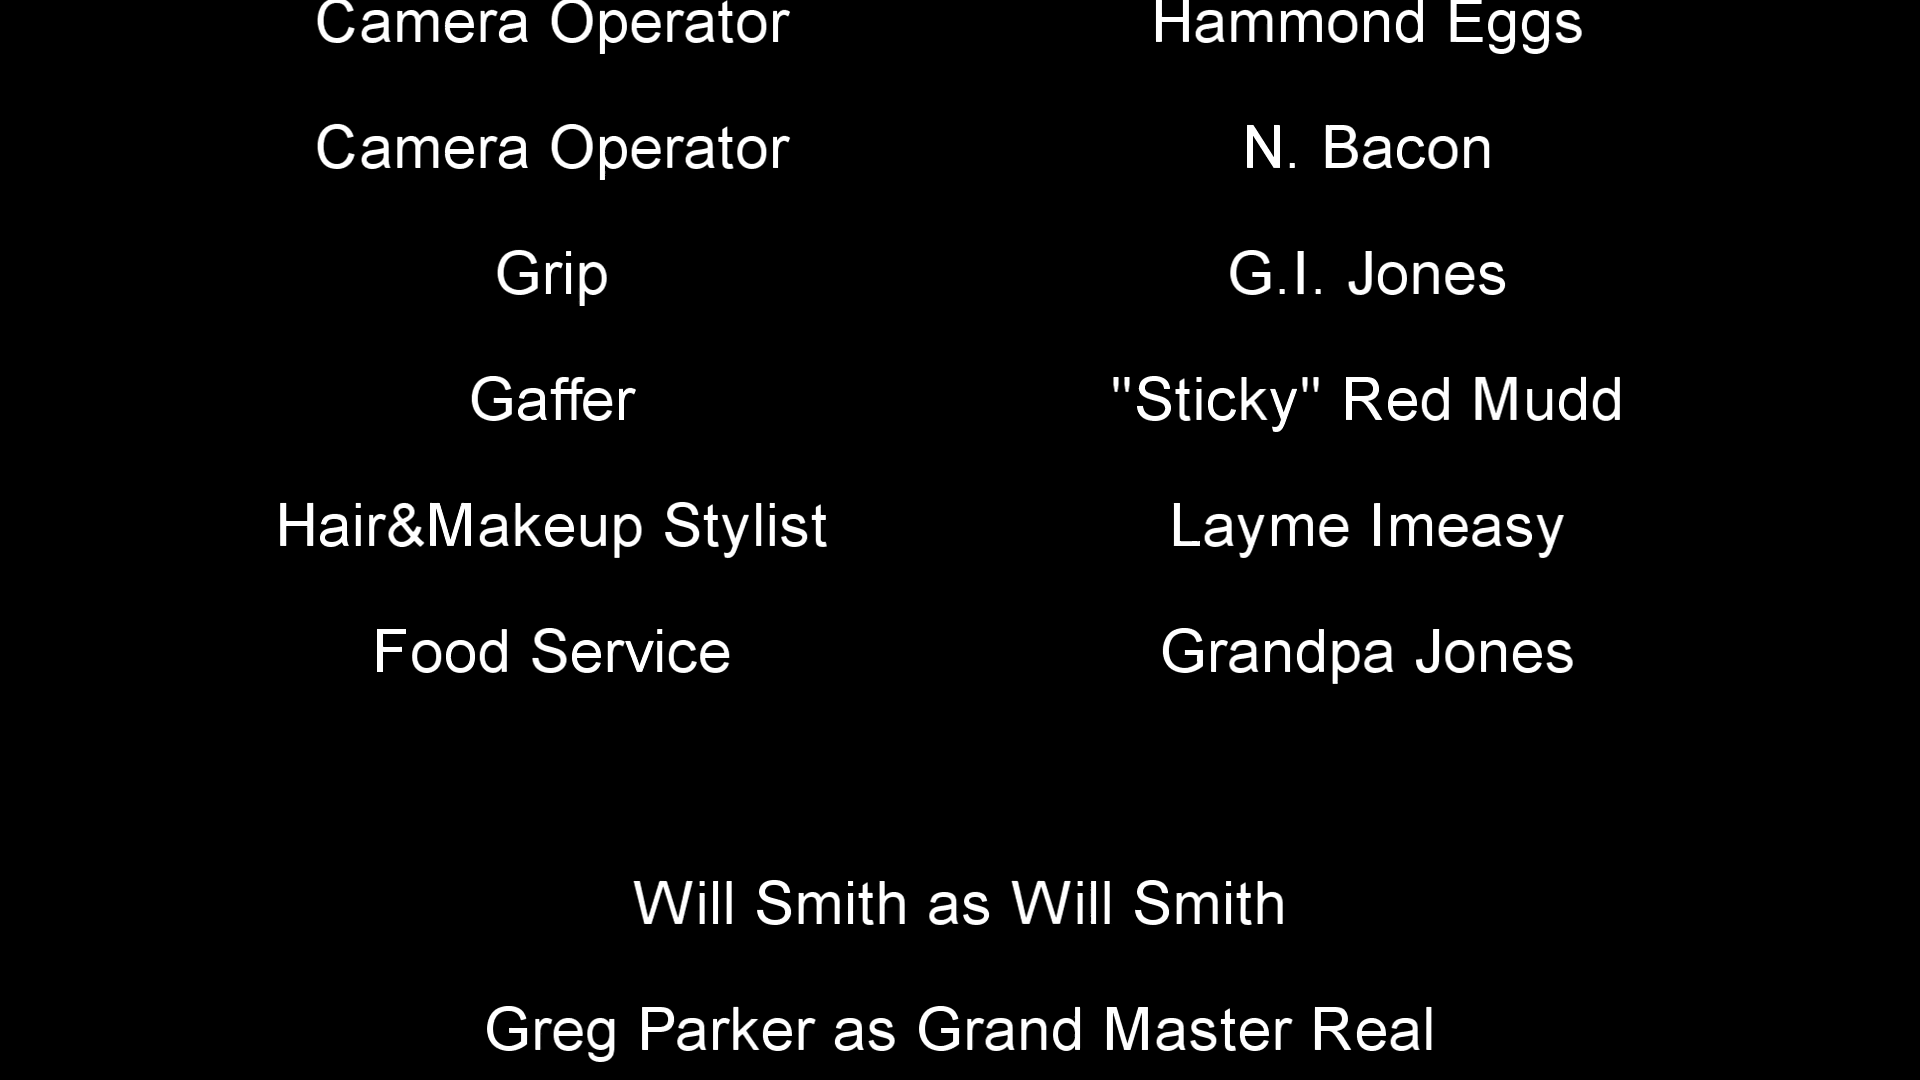 Camera Operator Hammond Eggs
Camera Operator N. Bacon
Grip G.I. Jones
Gaffer "Sticky" Red Mudd
Hair&Makeup Stylist Layme Imeasy
Food Service Grandpa Jones
Will Smith as Will Smith
Greg Parker as Grand Master Real